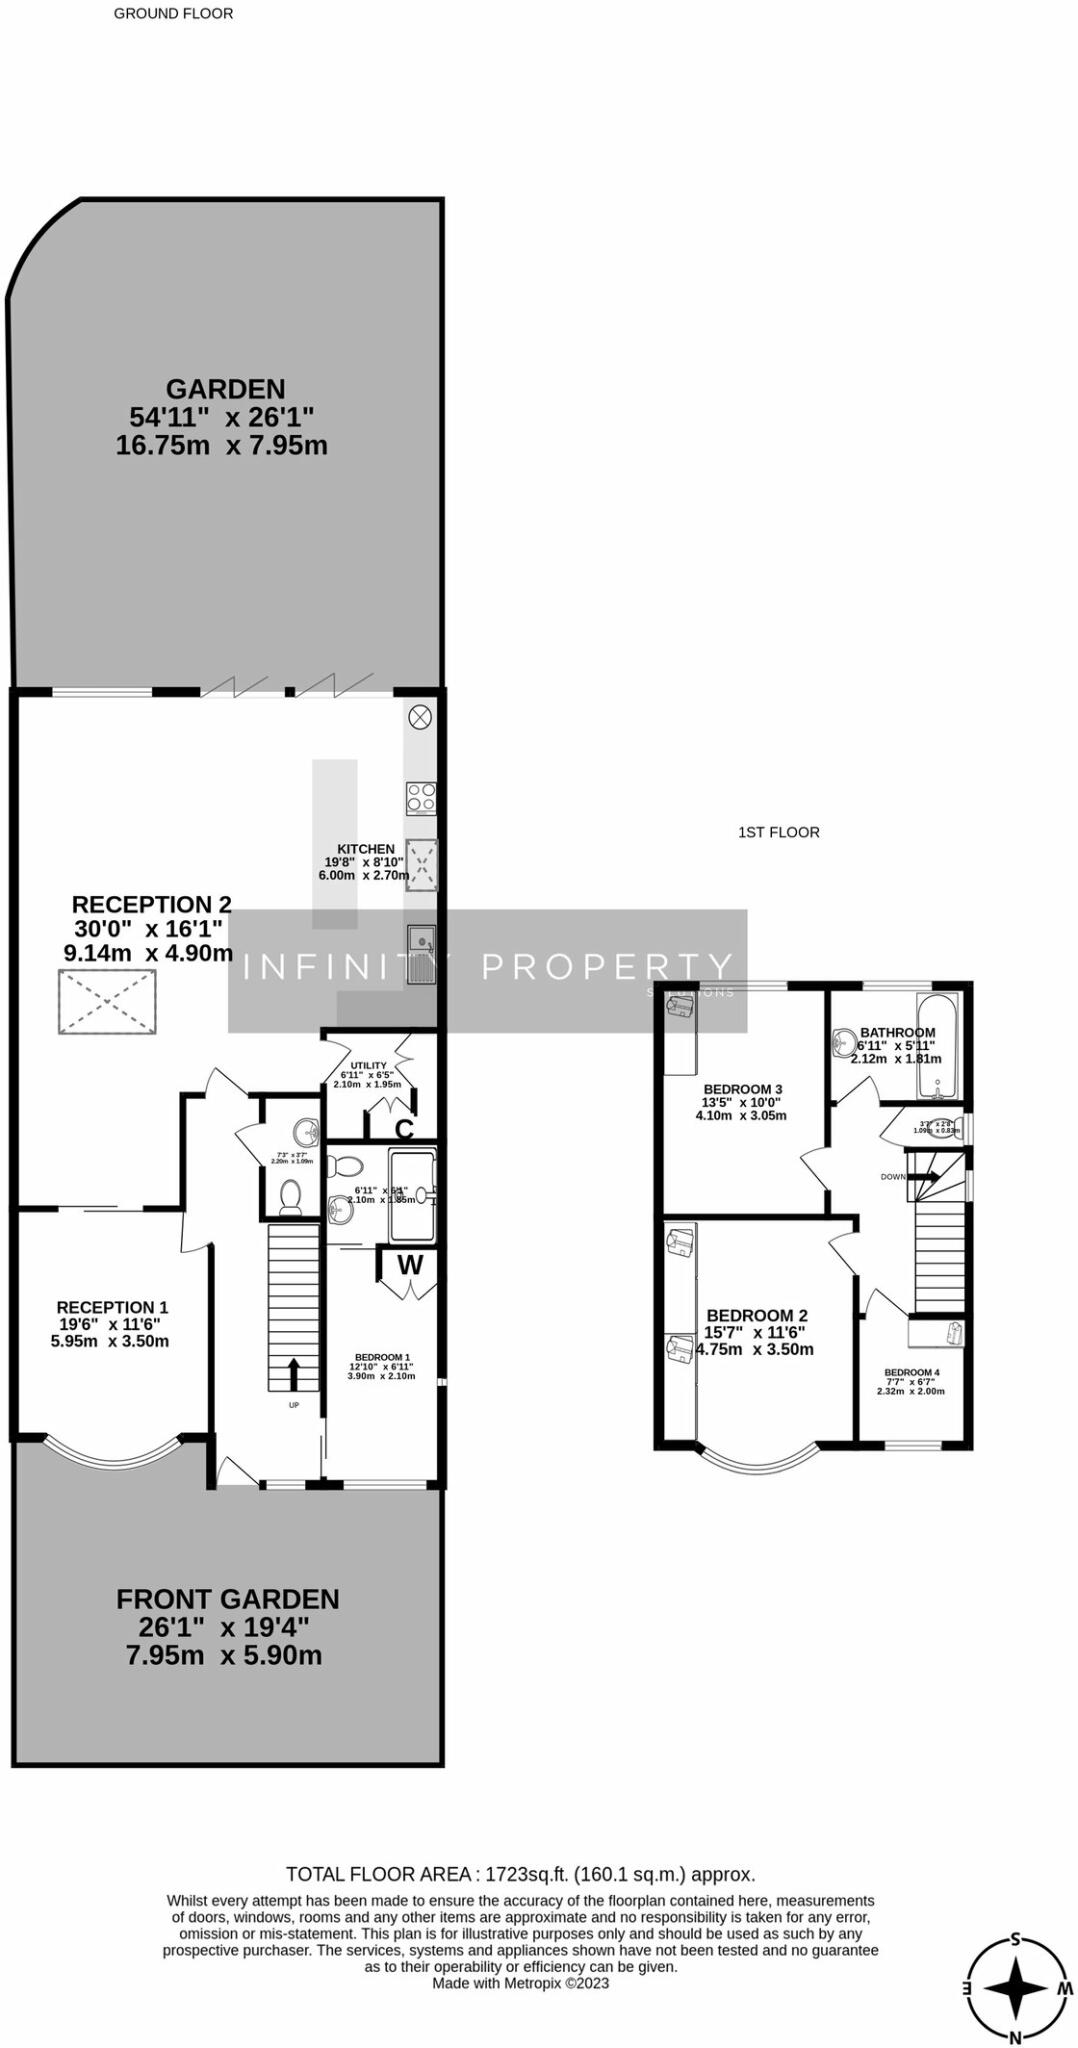 GROUND FLOOR
GARDEN
54'11" x 26'1"
16.75m x 7.95m
KITCHEN
19'8" x 8'10"
6.00m x 2.70m
1ST FLOOR
RECEPTION 2
30'0" x 16'1"
9.14m x 4.90m
INFINITY PROPERTY
SOLUTIONS
UTILITY
6'11" x 6'5"
2.10m x 1.95m
C
7'3" x 3'7"
2.20m x 1.09m
6'11" x 6'1"
2.10m x 1.85m
W
RECEPTION 1
19'6" x 11'6"
5.95m x 3.50m
BEDROOM 1
12'10" x 6'11"
3.90m x 2.10m
UP
BATHROOM
6'11" x 5'11"
2.12m x 1.81m
BEDROOM 3
13'5" x 10'0"
4.10m x 3.05m
3'7" x 2'8"
1.09m x 0.83m
DOWN
BEDROOM 2
15'7" x 11'6"
4.75m x 3.50m
BEDROOM 4
7'7" x 6'7"
2.32m x 2.00m
FRONT GARDEN
26'1" x 19'4"
7.95m x 5.90m
TOTAL FLOOR AREA : 1723sq.ft. (160.1 sq.m.) approx.
Whilst every attempt has been made to ensure the accuracy of the floorplan contained here, measurements
of doors, windows, rooms and any other items are approximate and no responsibility is taken for any error,
omission or mis-statement. This plan is for illustrative purposes only and should be used as such by any
prospective purchaser. The services, systems and appliances shown have not been tested and no guarantee
as to their operability or efficiency can be given.
Made with Metropix ©2023
S
E
W
N